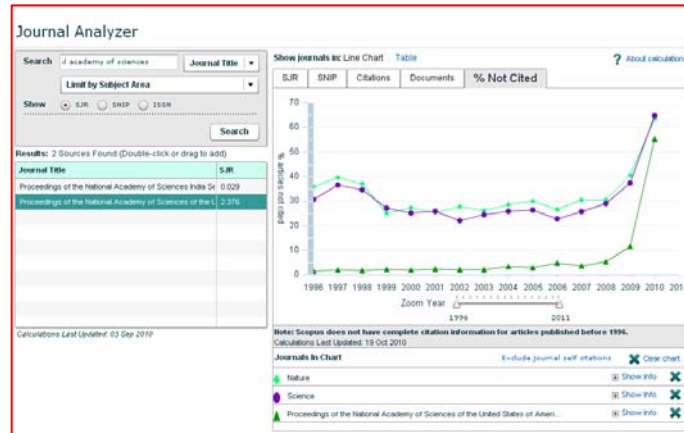 Journal Analyzer
Search
l academy of sciences
Journal Title
Limit by Subject Area
Show
SJR
SNIP
ISSN
Search
Results: 2 Sources Found (Double-click or drag to add)
Journal Title SJR
Proceedings of the National Academy of Sciences India Se 0.029
Proceedings of the National Academy of Sciences of the U 2.376
Calculations Last Updated: 03 Sep 2010
Show journals in: Line Chart Table
? About calculation
SJR SNIP Citations Documents % Not Cited
% articles not cited
70
60
50
40
30
20
10
0
1996 1997 1998 1999 2000 2001 2002 2003 2004 2005 2006 2007 2008 2009 2010 201
Zoom Year
1996 2011
Note: Scopus does not have complete citation information for articles published before 1996.
Calculations Last Updated: 19 Oct 2010
Journals In Chart
Exclude journal self citations
Clear chart
Nature Show Info
Science Show Info
Proceedings of the National Academy of Sciences of the United States of Ameri... Show Info